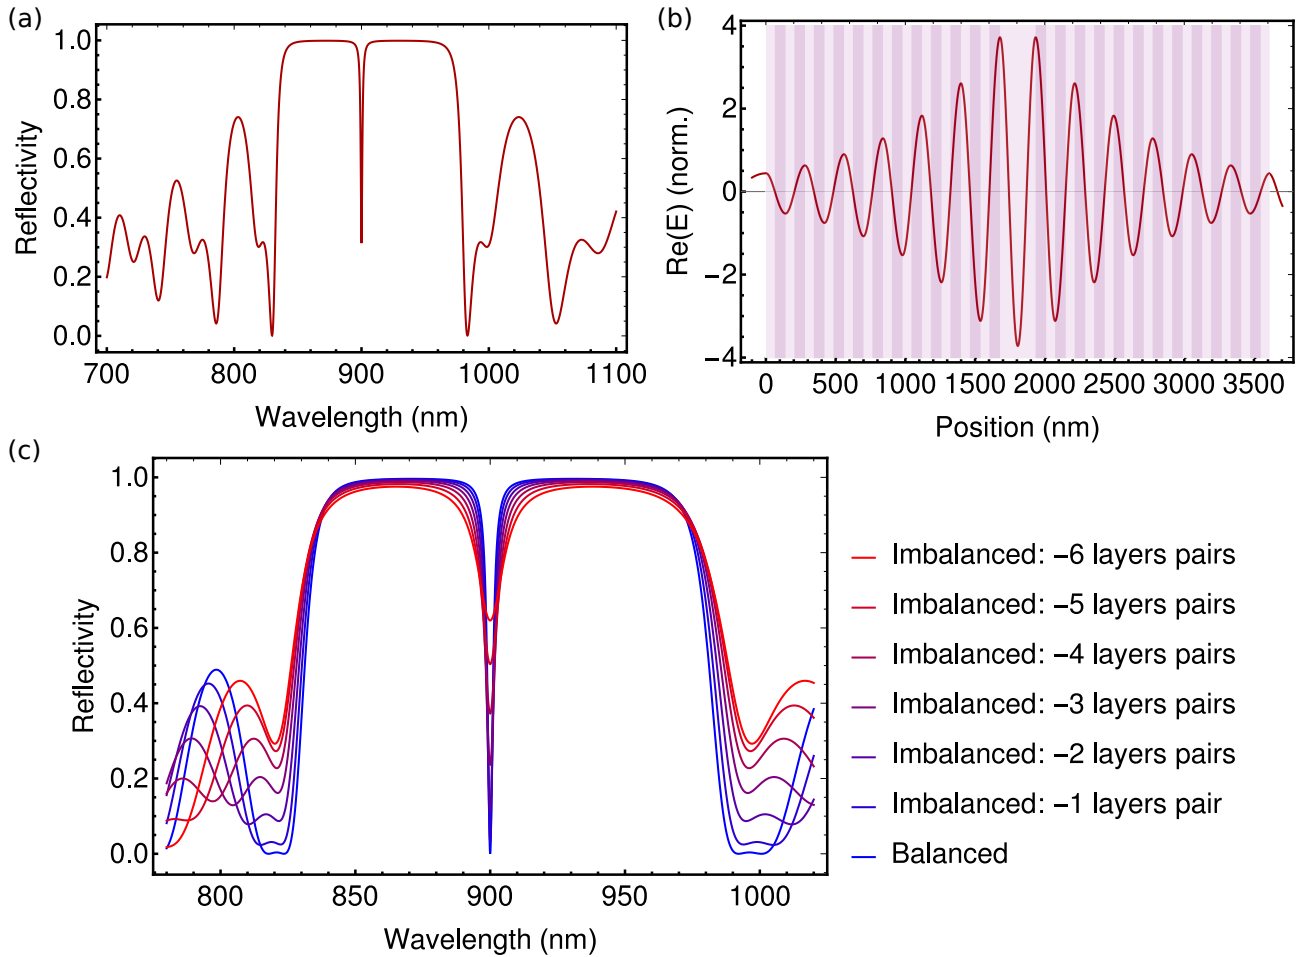 (a)
1.0
0.8
0.6
0.4
0.2
0.0
Reflectivity
700
800
900
1000
1100
Wavelength (nm)
(b)
4
2
0
−2
−4
Re(E) (norm.)
0
500
1000
1500
2000
2500
3000
3500
Position (nm)
(c)
1.0
0.8
0.6
0.4
0.2
0.0
Reflectivity
800
850
900
950
1000
Wavelength (nm)
Imbalanced: −6 layers pairs
Imbalanced: −5 layers pairs
Imbalanced: −4 layers pairs
Imbalanced: −3 layers pairs
Imbalanced: −2 layers pairs
Imbalanced: −1 layers pair
Balanced